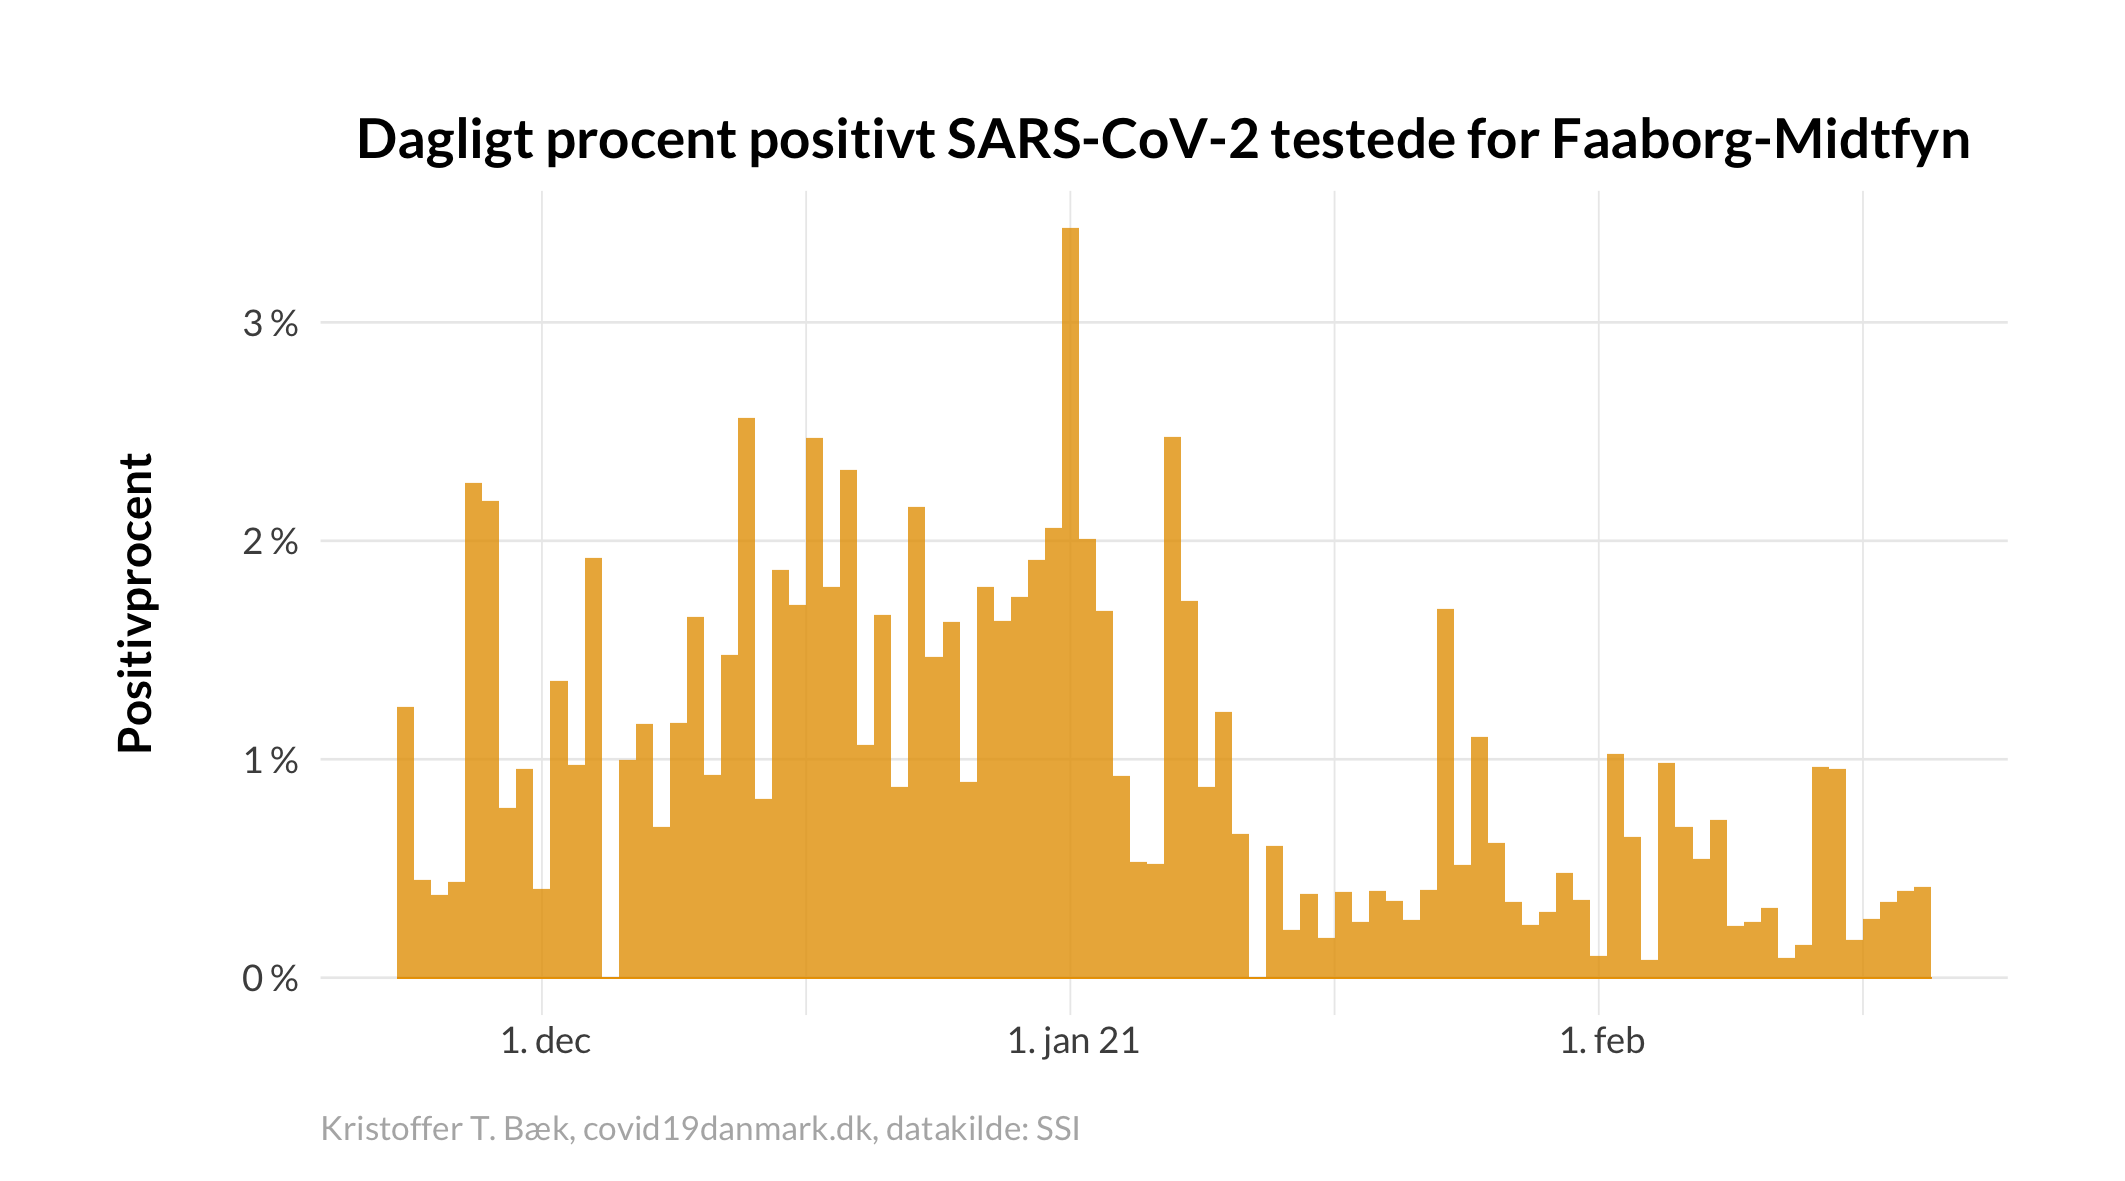 Dagligt procent positivt SARS-CoV-2 testede for Faaborg-Midtfyn
Positivprocent
3 %
2 %
1 %
0 %
1. dec
1. jan 21
1. feb
Kristoffer T. Bæk, covid19danmark.dk, datakilde: SSI